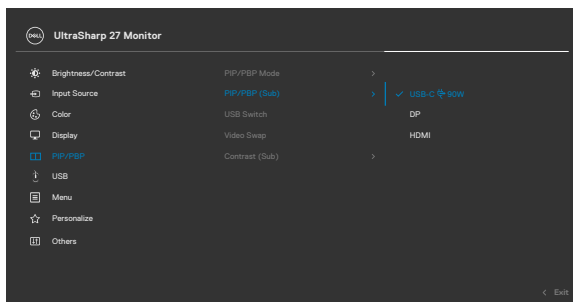 DELL UltraSharp 27 Monitor
Brightness/Contrast PIP/PBP Mode >
Input Source PIP/PBP (Sub) > ✓ USB-C 90W
Color USB Switch DP
Display Video Swap HDMI
PIP/PBP Contrast (Sub) >
USB
Menu
Personalize
Others
< Exit